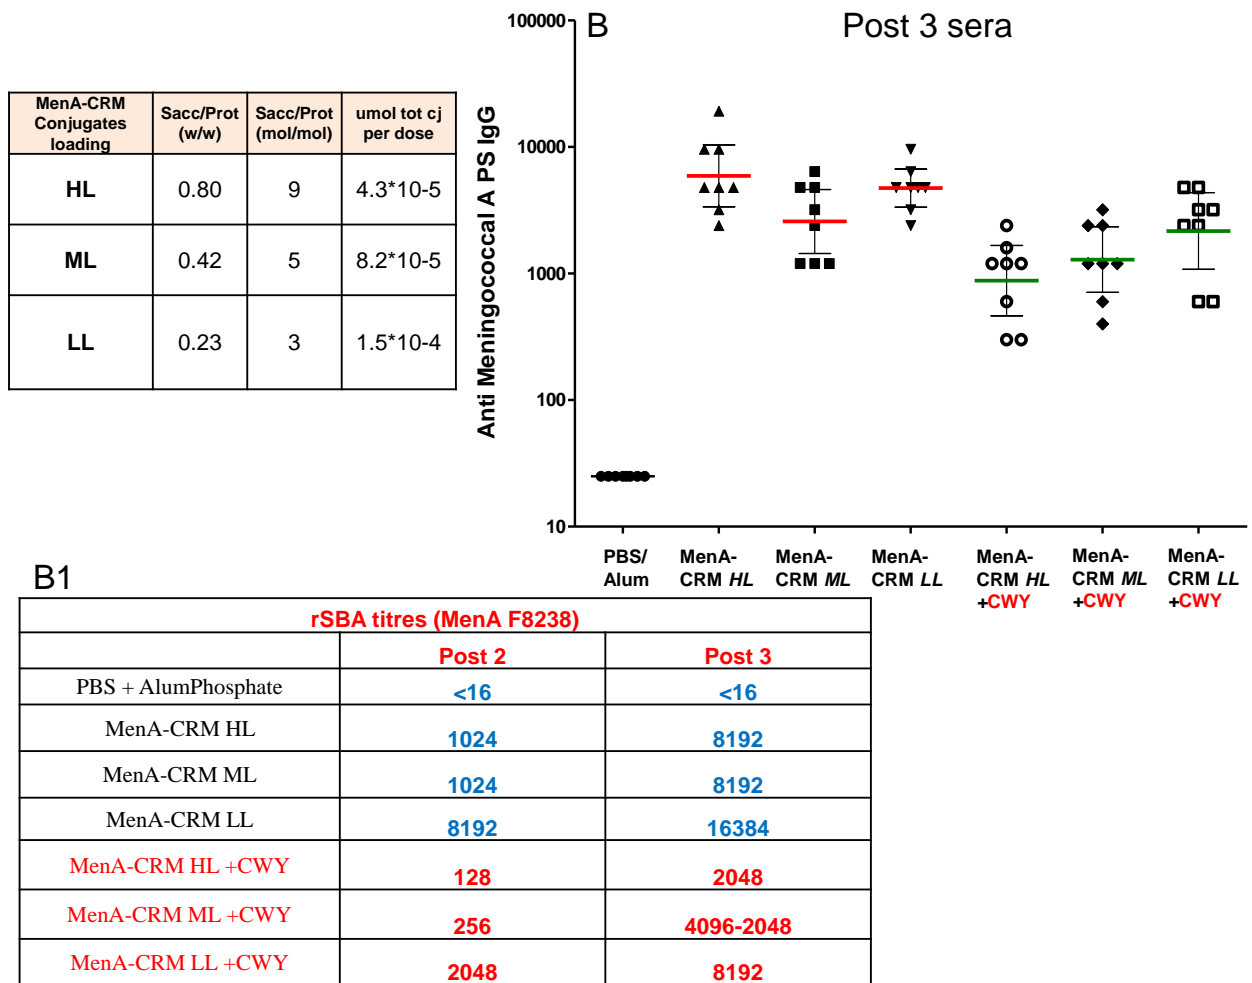 B
Post 3 sera
MenA-CRM Conjugates loading | Sacc/Prot (w/w) | Sacc/Prot (mol/mol) | umol tot cj per dose
HL | 0.80 | 9 | 4.3*10-5
ML | 0.42 | 5 | 8.2*10-5
LL | 0.23 | 3 | 1.5*10-4
Anti Meningococcal A PS IgG
100000
10000
1000
100
10
PBS/ Alum
MenA- CRM HL
MenA- CRM ML
MenA- CRM LL
MenA- CRM HL +CWY
MenA- CRM ML +CWY
MenA- CRM LL +CWY
B1
rSBA titres (MenA F8238)
Post 2 | Post 3
PBS + AlumPhosphate | <16 | <16
MenA-CRM HL | 1024 | 8192
MenA-CRM ML | 1024 | 8192
MenA-CRM LL | 8192 | 16384
MenA-CRM HL +CWY | 128 | 2048
MenA-CRM ML +CWY | 256 | 4096-2048
MenA-CRM LL +CWY | 2048 | 8192